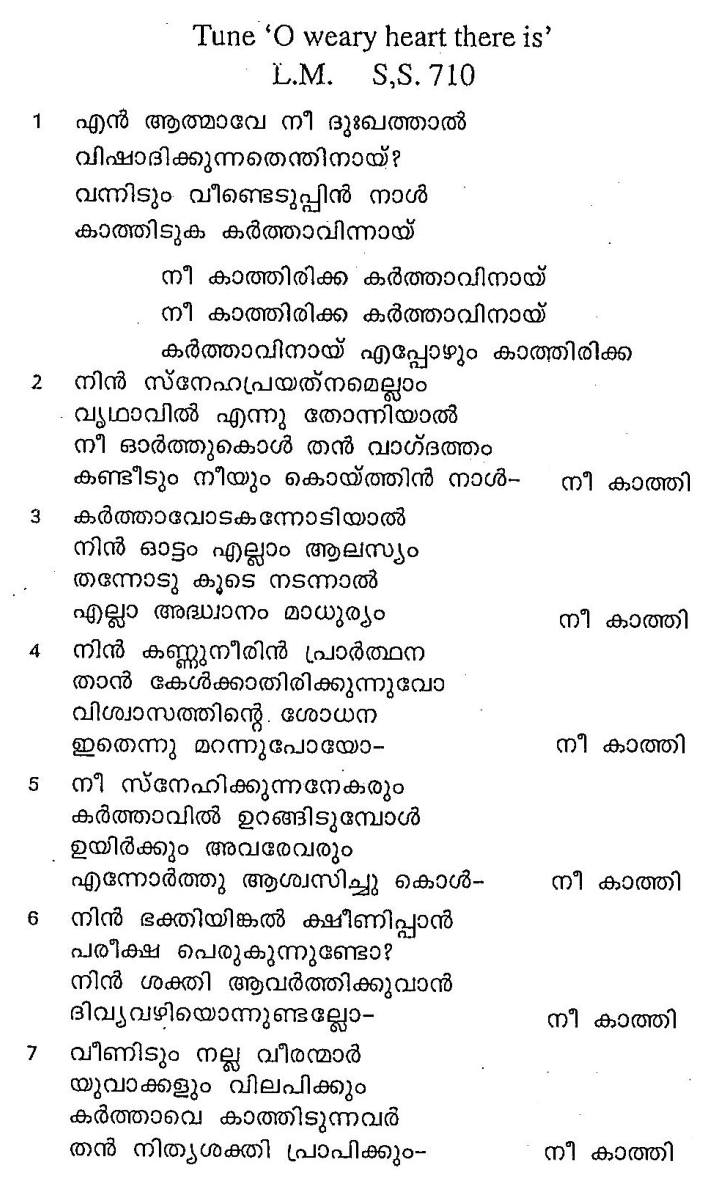 Tune ‘O weary heart there is’
L.M. S,S. 710
1 എൻ ആത്മാവേ നീ ദുഃഖത്താൽ
വിഷാദിക്കുന്നതെന്തിനായ്?
വന്നിടും വീണ്ടെടുപ്പിൻ നാൾ
കാത്തിടുക കർത്താവിന്നായ്
നീ കാത്തിരിക്ക കർത്താവിനായ്
നീ കാത്തിരിക്ക കർത്താവിനായ്
കർത്താവിനായ് എപ്പോഴും കാത്തിരിക്ക
2 നിൻ സ്നേഹപ്രയത്നമെല്ലാം
വൃഥാവിൽ എന്നു തോന്നിയാൽ
നീ ഓർത്തുകൊൾ തൻ വാഗ്ദത്തം
കണ്ടീടും നീയും കൊയ്ത്തിൻ നാൾ– നീ കാത്തി
3 കർത്താവോടകന്നോടിയാൽ
നിൻ ഓട്ടം എല്ലാം ആലസ്യം
തന്നോടു കൂടെ നടന്നാൽ
എല്ലാ അദ്ധ്വാനം മാധുര്യം നീ കാത്തി
4 നിൻ കണ്ണുനീരിൻ പ്രാർത്ഥന
താൻ കേൾക്കാതിരിക്കുന്നുവോ
വിശ്വാസത്തിന്റെ ശോധന
ഇതെന്നു മറന്നുപോയോ– നീ കാത്തി
5 നീ സ്നേഹിക്കുന്നനേകരും
കർത്താവിൽ ഉറങ്ങിടുമ്പോൾ
ഉയിർക്കും അവരേവരും
എന്നോർത്തു ആശ്വസിച്ചു കൊൾ– നീ കാത്തി
6 നിൻ ഭക്തിയിങ്കൽ ക്ഷീണിപ്പാൻ
പരീക്ഷ പെരുകുന്നുണ്ടോ?
നിൻ ശക്തി ആവർത്തിക്കുവാൻ
ദിവ്യവഴിയൊന്നുണ്ടല്ലോ– നീ കാത്തി
7 വീണിടും നല്ല വീരന്മാർ
യുവാക്കളും വിലപിക്കും
കർത്താവെ കാത്തിടുന്നവർ
തൻ നിത്യശക്തി പ്രാപിക്കും– നീ കാത്തി